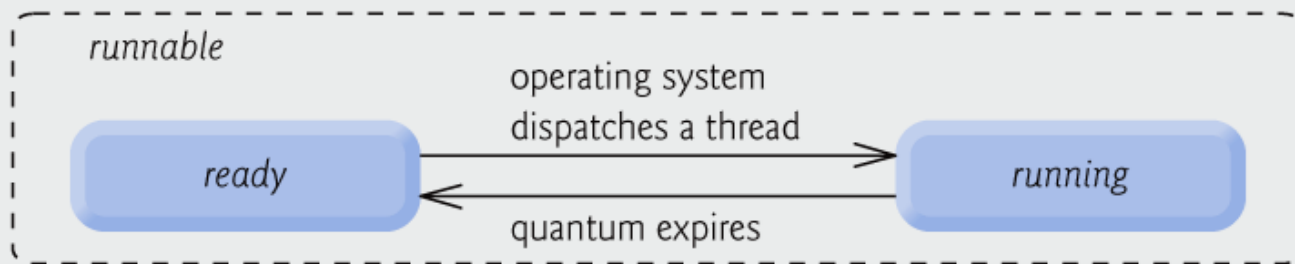 runnable
operating system
dispatches a thread
ready
running
quantum expires